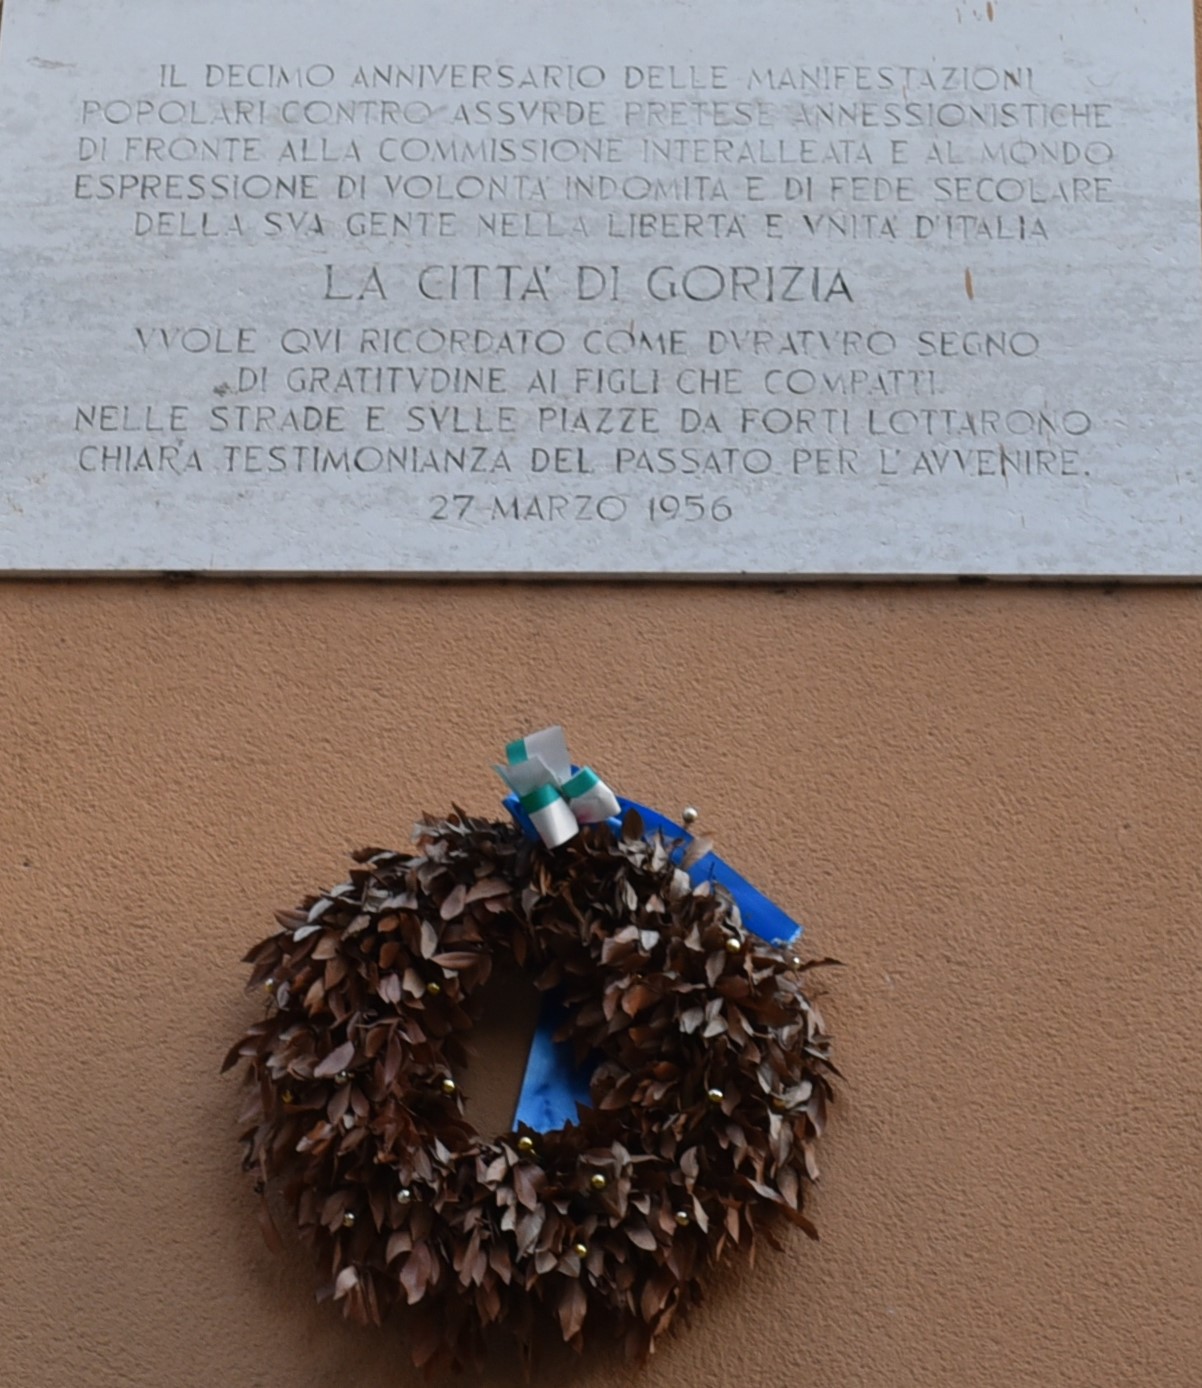 IL DECIMO ANNIVERSARIO DELLE MANIFESTAZIONI
POPOLARI CONTRO ASSVRDE PRETESE ANNESSIONISTICHE
DI FRONTE ALLA COMMISSIONE INTERALLEATA E AL MONDO
ESPRESSIONE DI VOLONTA' INDOMITA E DI FEDE SECOLARE
DELLA SVA GENTE NELLA LIBERTA' E VNITA' D'ITALIA
LA CITTA' DI GORIZIA
VVOLE QVI RICORDATO COME DVRATVRO SEGNO
DI GRATITVDINE AI FIGLI CHE COMPATTI
NELLE STRADE E SVLLE PIAZZE DA FORTI LOTTARONO
CHIARA TESTIMONIANZA DEL PASSATO PER L'AVVENIRE.
27 MARZO 1956